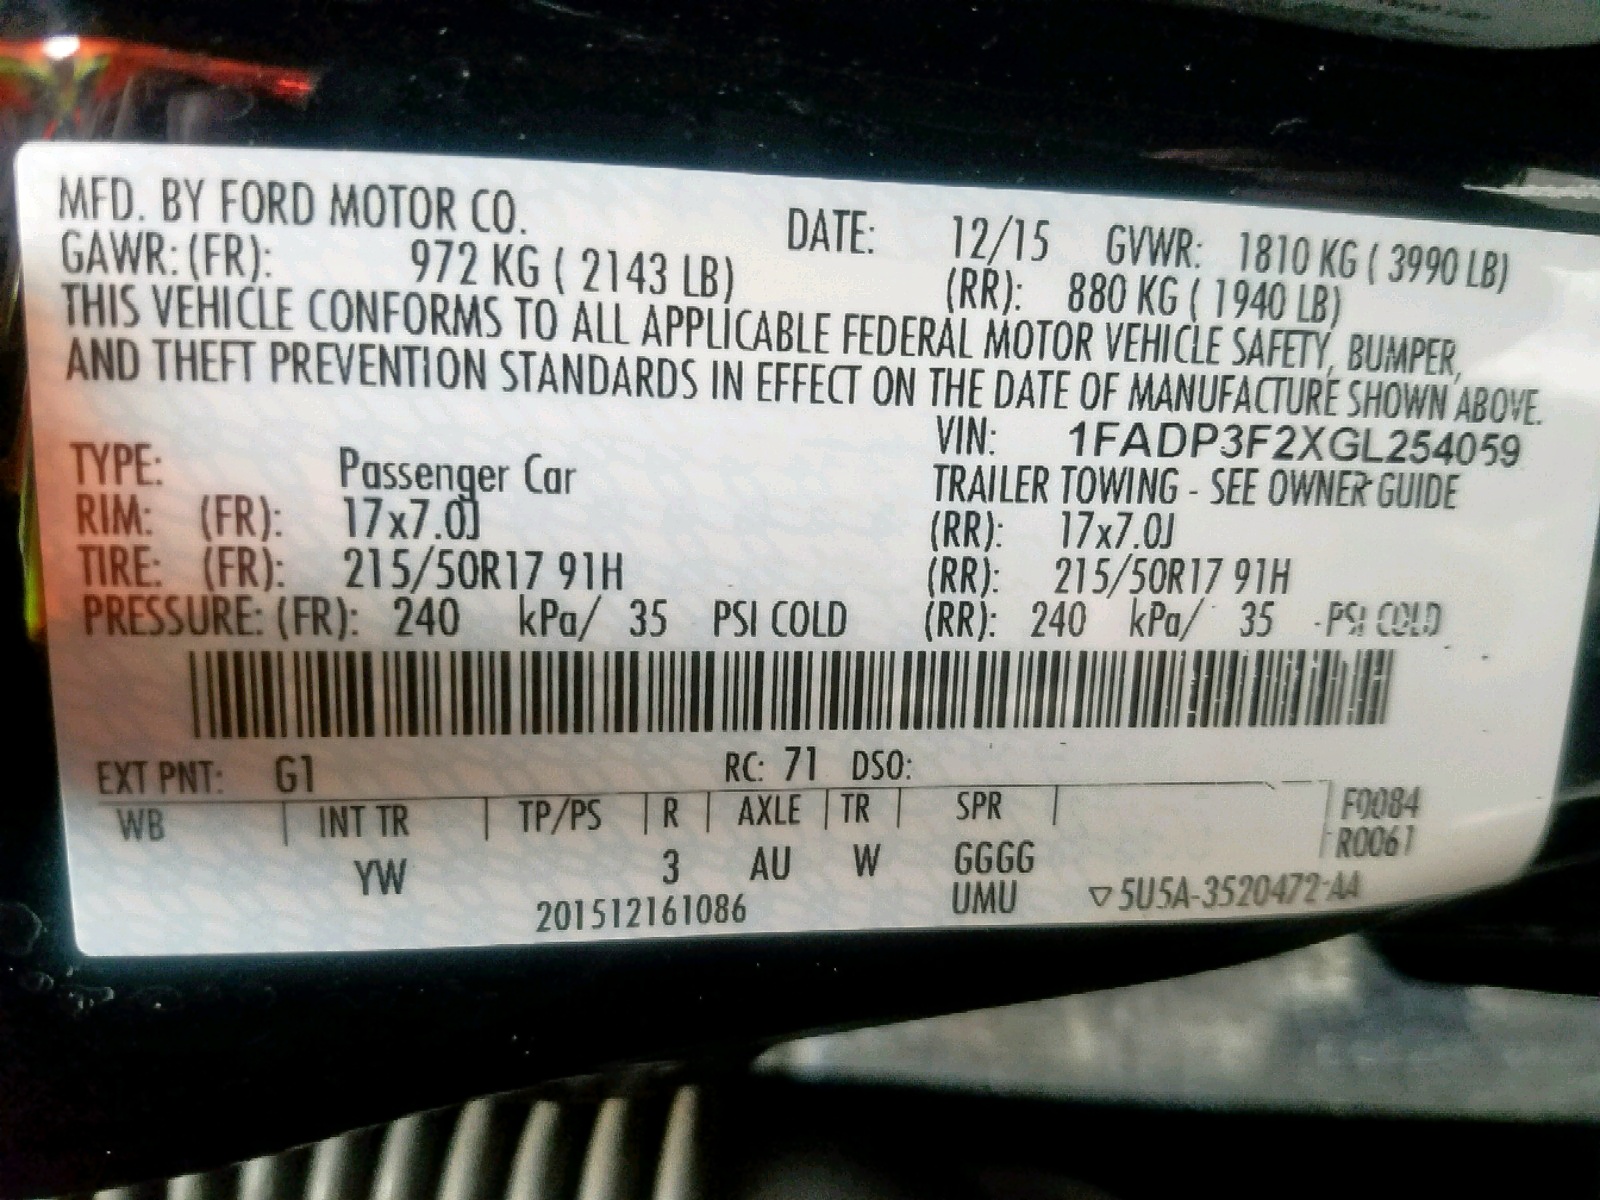 MFD. BY FORD MOTOR CO.
DATE: 12/15 GVWR: 1810 KG ( 3990 LB)
GAWR: (FR): 972 KG ( 2143 LB) (RR): 880 KG ( 1940 LB)
THIS VEHICLE CONFORMS TO ALL APPLICABLE FEDERAL MOTOR VEHICLE SAFETY, BUMPER,
AND THEFT PREVENTION STANDARDS IN EFFECT ON THE DATE OF MANUFACTURE SHOWN ABOVE.
VIN: 1FADP3F2XGL254059
TYPE: Passenger Car TRAILER TOWING - SEE OWNER GUIDE
RIM: (FR): 17x7.0J (RR): 17x7.0J
TIRE: (FR): 215/50R17 91H (RR): 215/50R17 91H
PRESSURE: (FR): 240 kPa/ 35 PSI COLD (RR): 240 kPa/ 35 PSI COLD
EXT PNT: G1 RC: 71 DSO:
WB INT TR TP/PS R AXLE TR SPR F0084
R0061
YW 3 AU W GGGG
201512161086 UMU ▽5U5A-3520472-AA